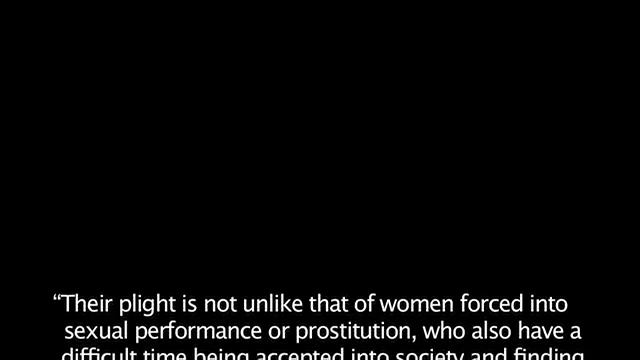 “Their plight is not unlike that of women forced into
sexual performance or prostitution, who also have a
difficult time being accepted into society and finding